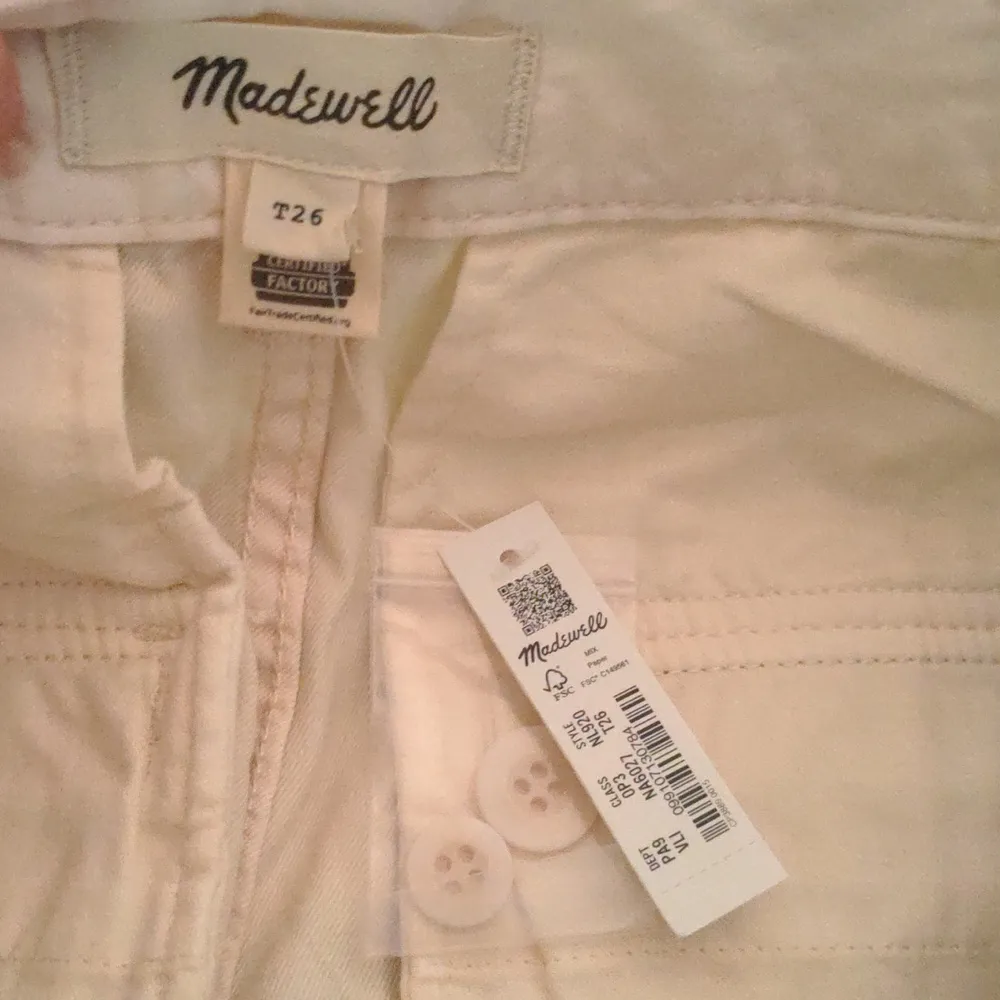 Madewell
T26
CERTIFIED
FACTORY
FairTradeCertified.org
Madewell
MIX
Paper
FSC
FSC® C149561
STYLE
NL920
T26
CLASS
OP3
NA6027
DEPT
PA9
VLI
099107130784